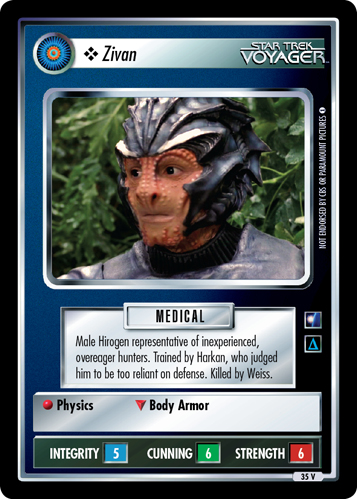 ❖ Zivan
STAR TREK
VOYAGER™
NOT ENDORSED BY CBS OR PARAMOUNT PICTURES
MEDICAL
Male Hirogen representative of inexperienced,
overeager hunters. Trained by Harkan, who judged
him to be too reliant on defense. Killed by Weiss.
Δ
Physics Body Armor
INTEGRITY 5 CUNNING 6 STRENGTH 6
35 V